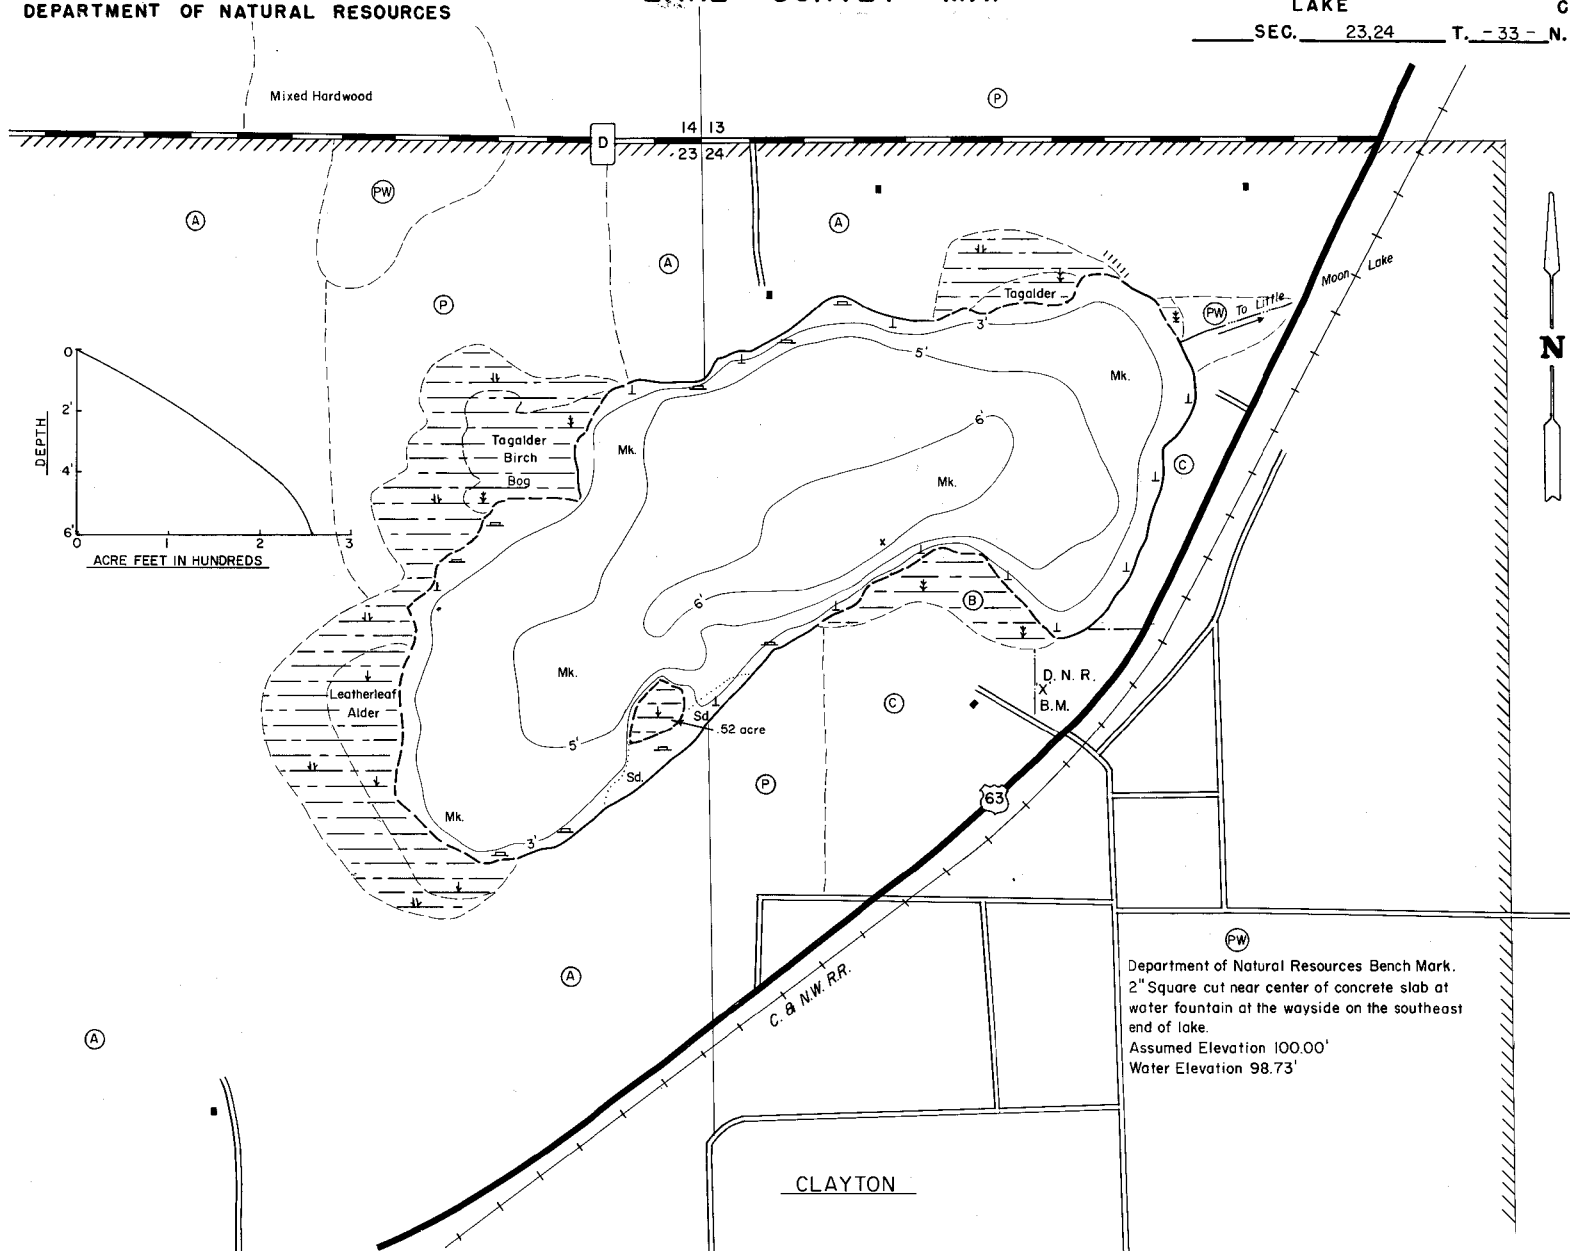 DEPARTMENT OF NATURAL RESOURCES
LAKE
SEC. 23,24 T. -33- N.
Mixed Hardwood
P
D
14 13
23 24
PW
A
A
A
P
Tagalder
PW
To Little Moon Lake
3'
5'
Mk.
6'
N
0
2'
4'
6'
DEPTH
0 1 2 3
ACRE FEET IN HUNDREDS
Tagalder
Birch
Bog
Mk.
Mk.
C
6'
B
Leatherleaf
Alder
Mk.
D. N. R.
X
B.M.
C
Sd.
.52 acre
5'
Sd.
P
63
Mk.
3'
A
C. & N.W. R.R.
A
PW
Department of Natural Resources Bench Mark.
2" Square cut near center of concrete slab at
water fountain at the wayside on the southeast
end of lake.
Assumed Elevation 100.00'
Water Elevation 98.73'
CLAYTON